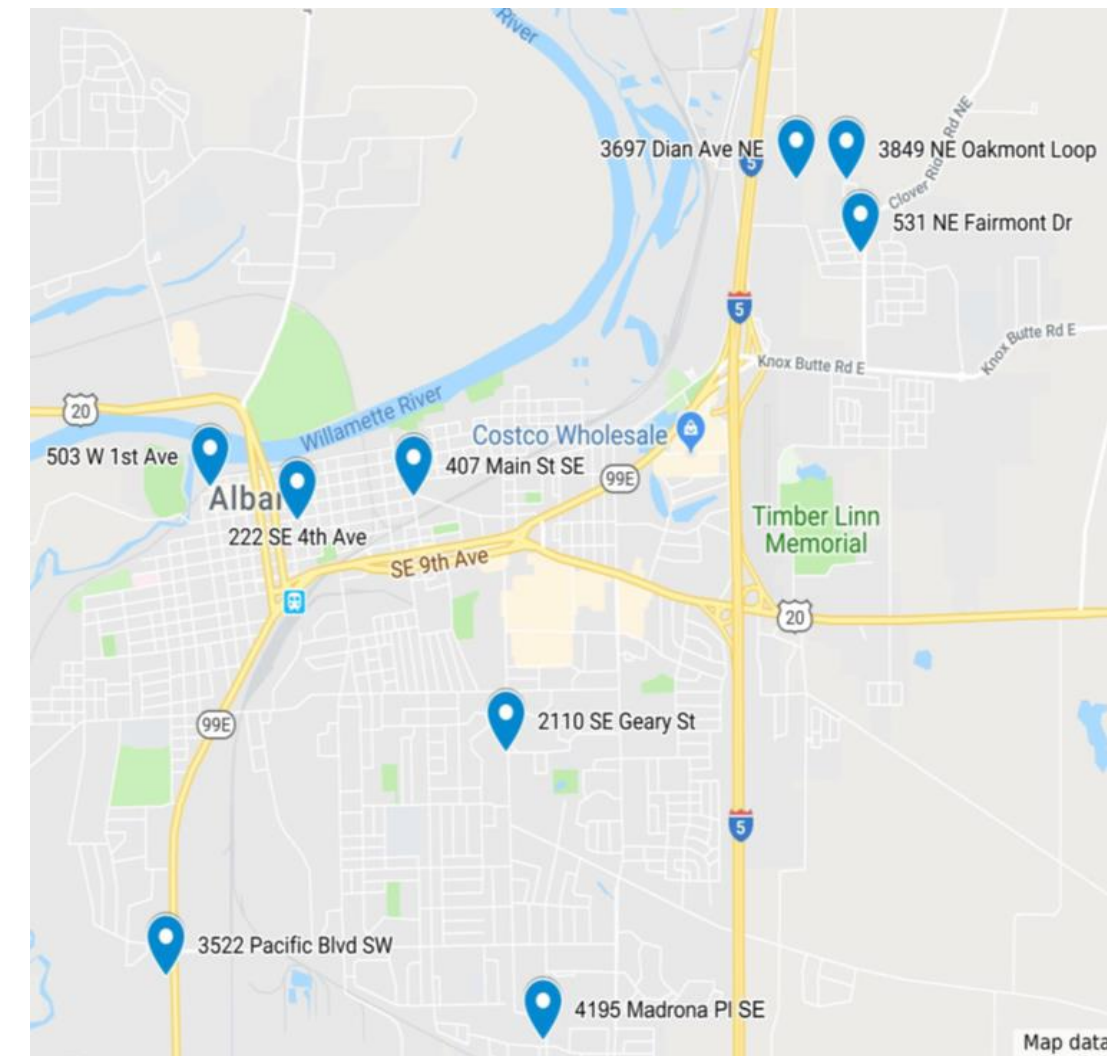 River
3697 Dian Ave NE
5
3849 NE Oakmont Loop
Clover
Rd NE
531 NE Fairmont Dr
5
Knox Butte Rd E
Knox Butte Rd E
20
Willamette River
503 W 1st Ave
Costco Wholesale
407 Main St SE
99E
Alba
222 SE 4th Ave
SE 9th Ave
Timber Linn
Memorial
20
99E
2110 SE Geary St
5
3522 Pacific Blvd SW
4195 Madrona Pl SE
Map data